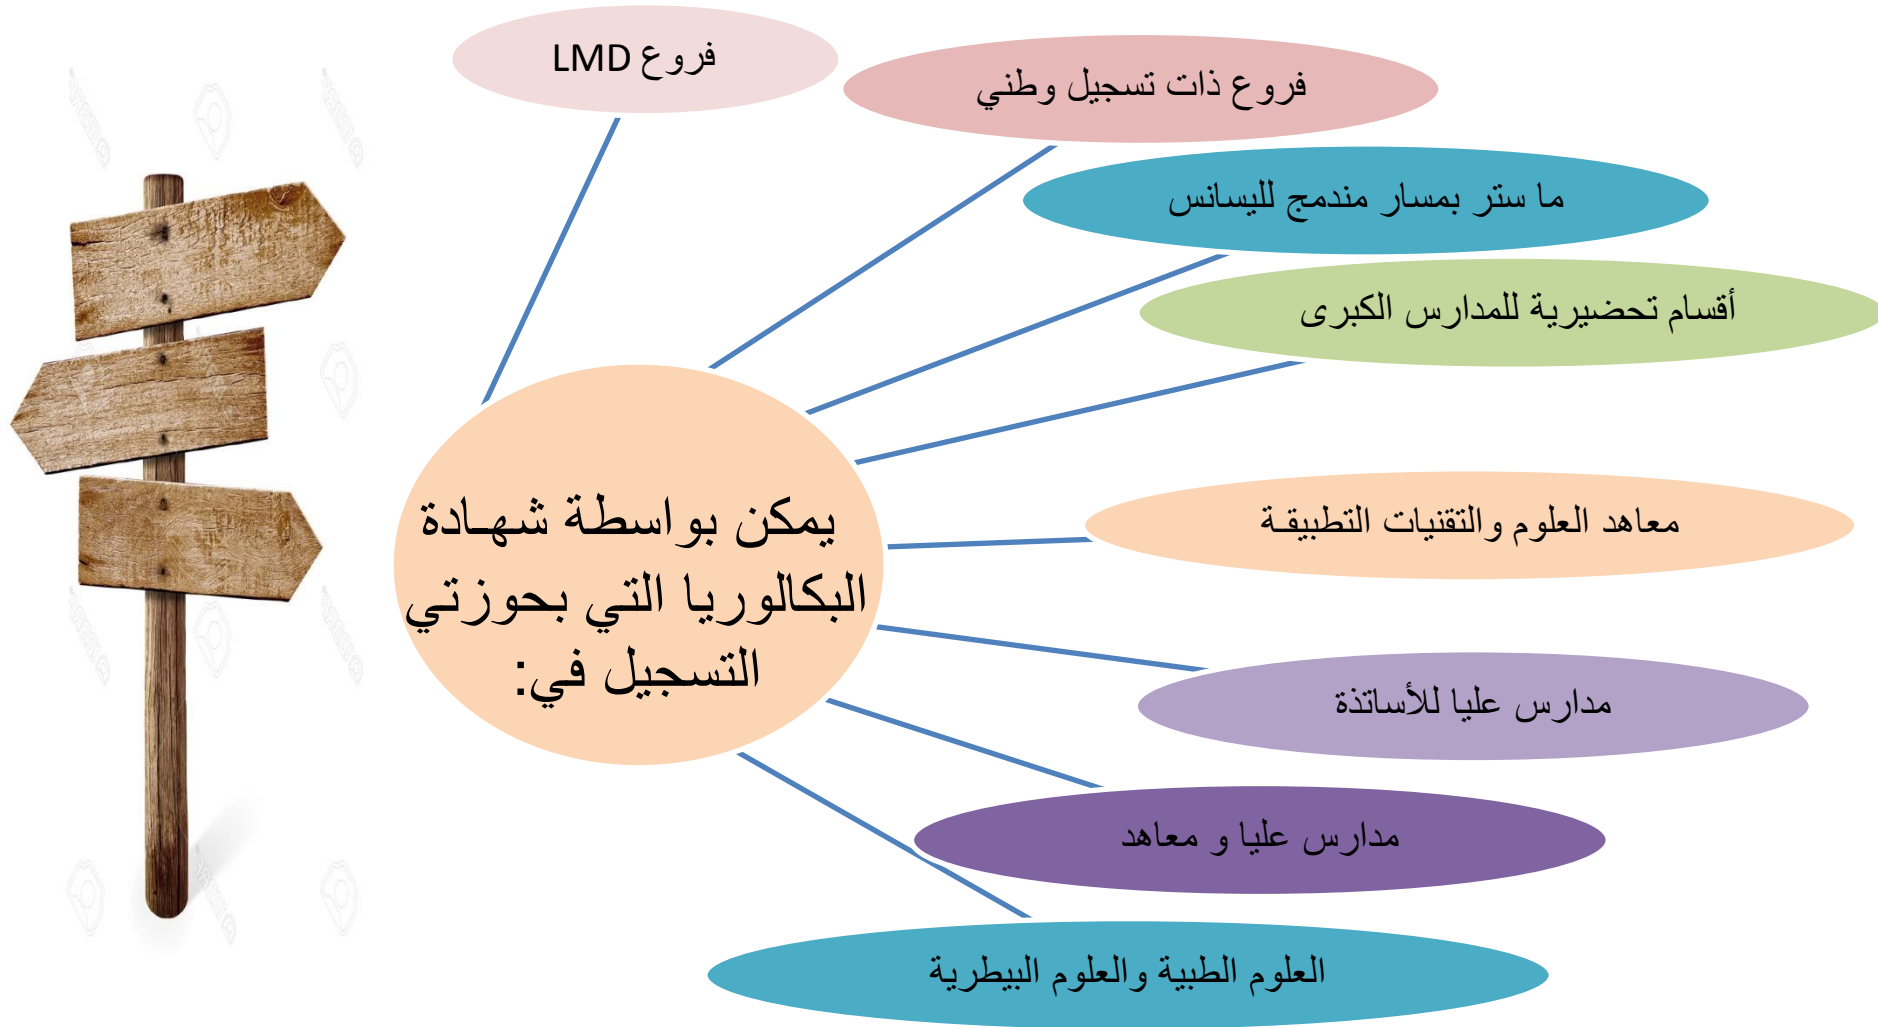 فروع LMD
فروع ذات تسجيل وطني
ما ستر بمسار مندمج لليسانس
أقسام تحضيرية للمدارس الكبرى
يمكن بواسطة شهـادة
البكالوريا التي بحوزتي
التسجيل في:
معاهد العلوم والتقنيات التطبيقـة
مدارس عليا للأساتذة
مدارس عليا و معاهد
العلوم الطبية والعلوم البيطرية